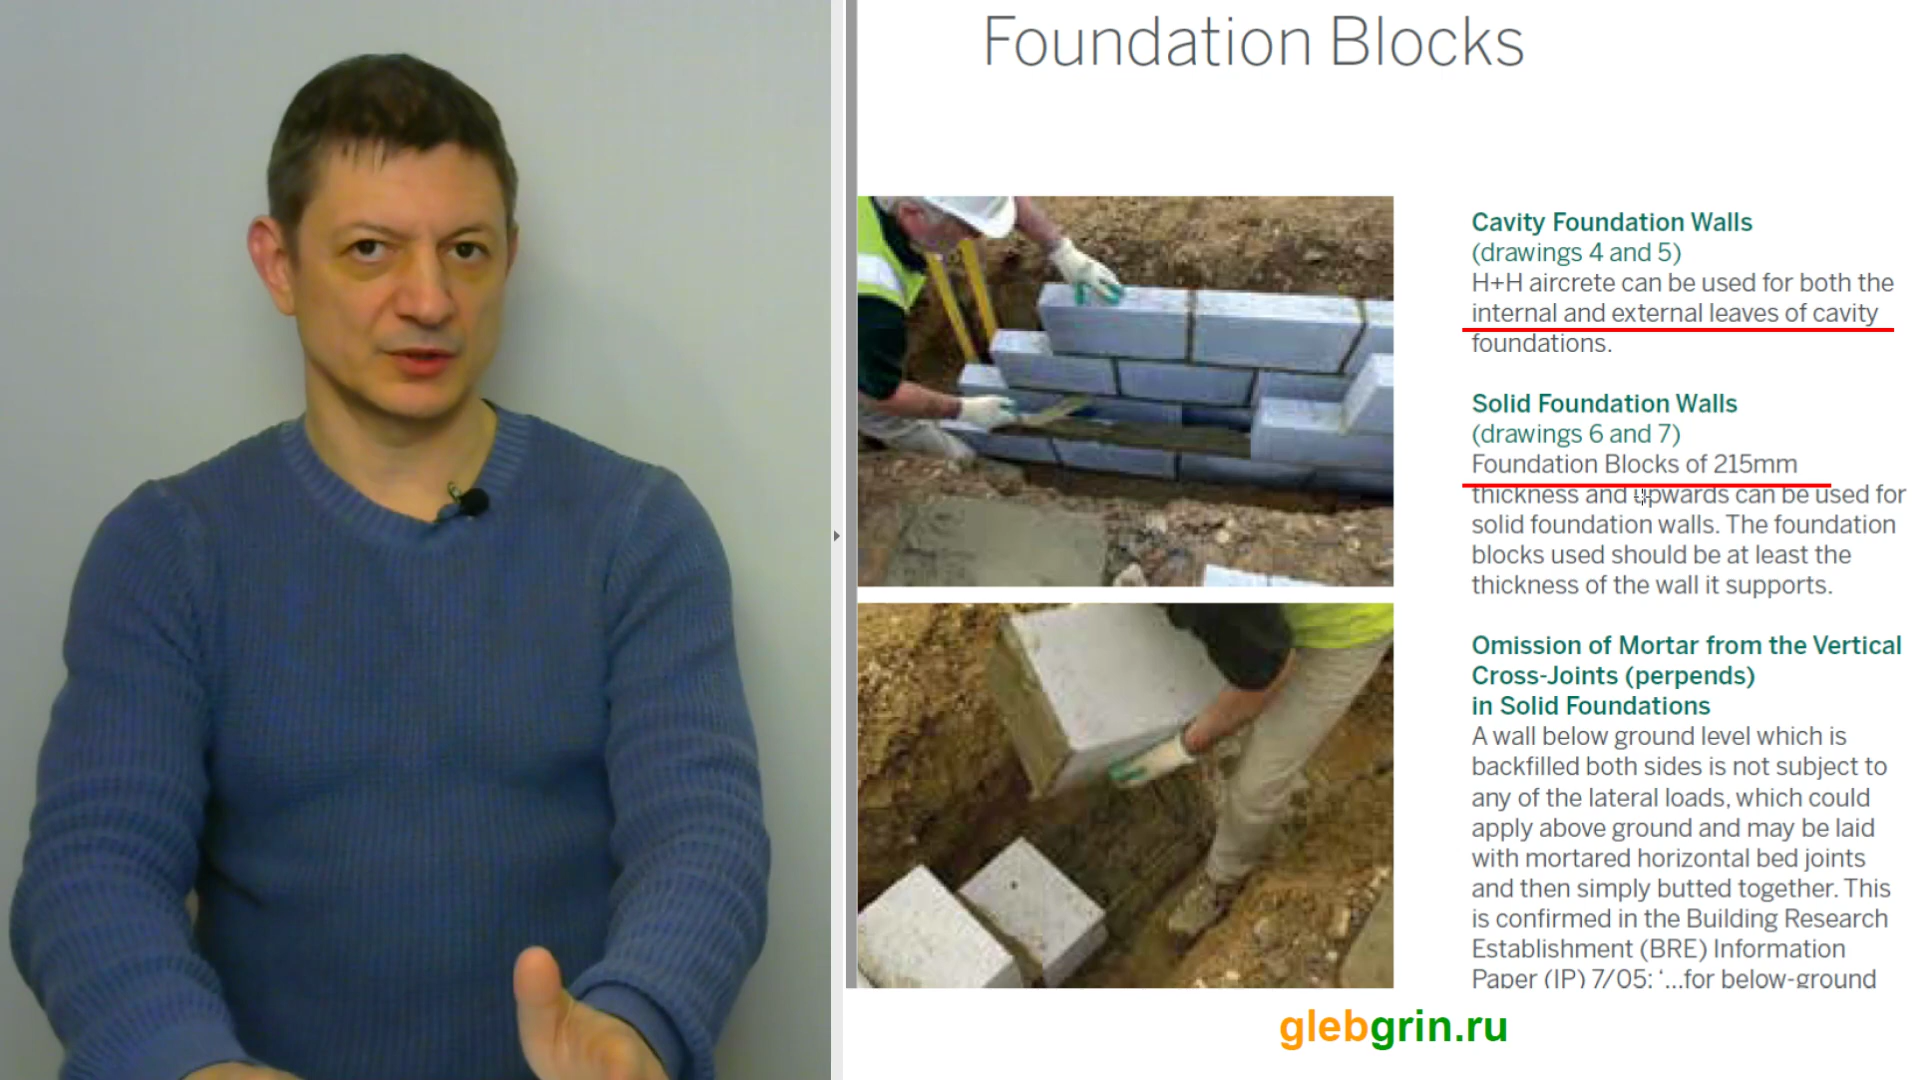 Foundation Blocks
Cavity Foundation Walls
(drawings 4 and 5)
H+H aircrete can be used for both the
internal and external leaves of cavity
foundations.
Solid Foundation Walls
(drawings 6 and 7)
Foundation Blocks of 215mm
thickness and upwards can be used for
solid foundation walls. The foundation
blocks used should be at least the
thickness of the wall it supports.
Omission of Mortar from the Vertical
Cross-Joints (perpends)
in Solid Foundations
A wall below ground level which is
backfilled both sides is not subject to
any of the lateral loads, which could
apply above ground and may be laid
with mortared horizontal bed joints
and then simply butted together. This
is confirmed in the Building Research
Establishment (BRE) Information
Paper (IP) 7/05: ‘...for below-ground
glebgrin.ru